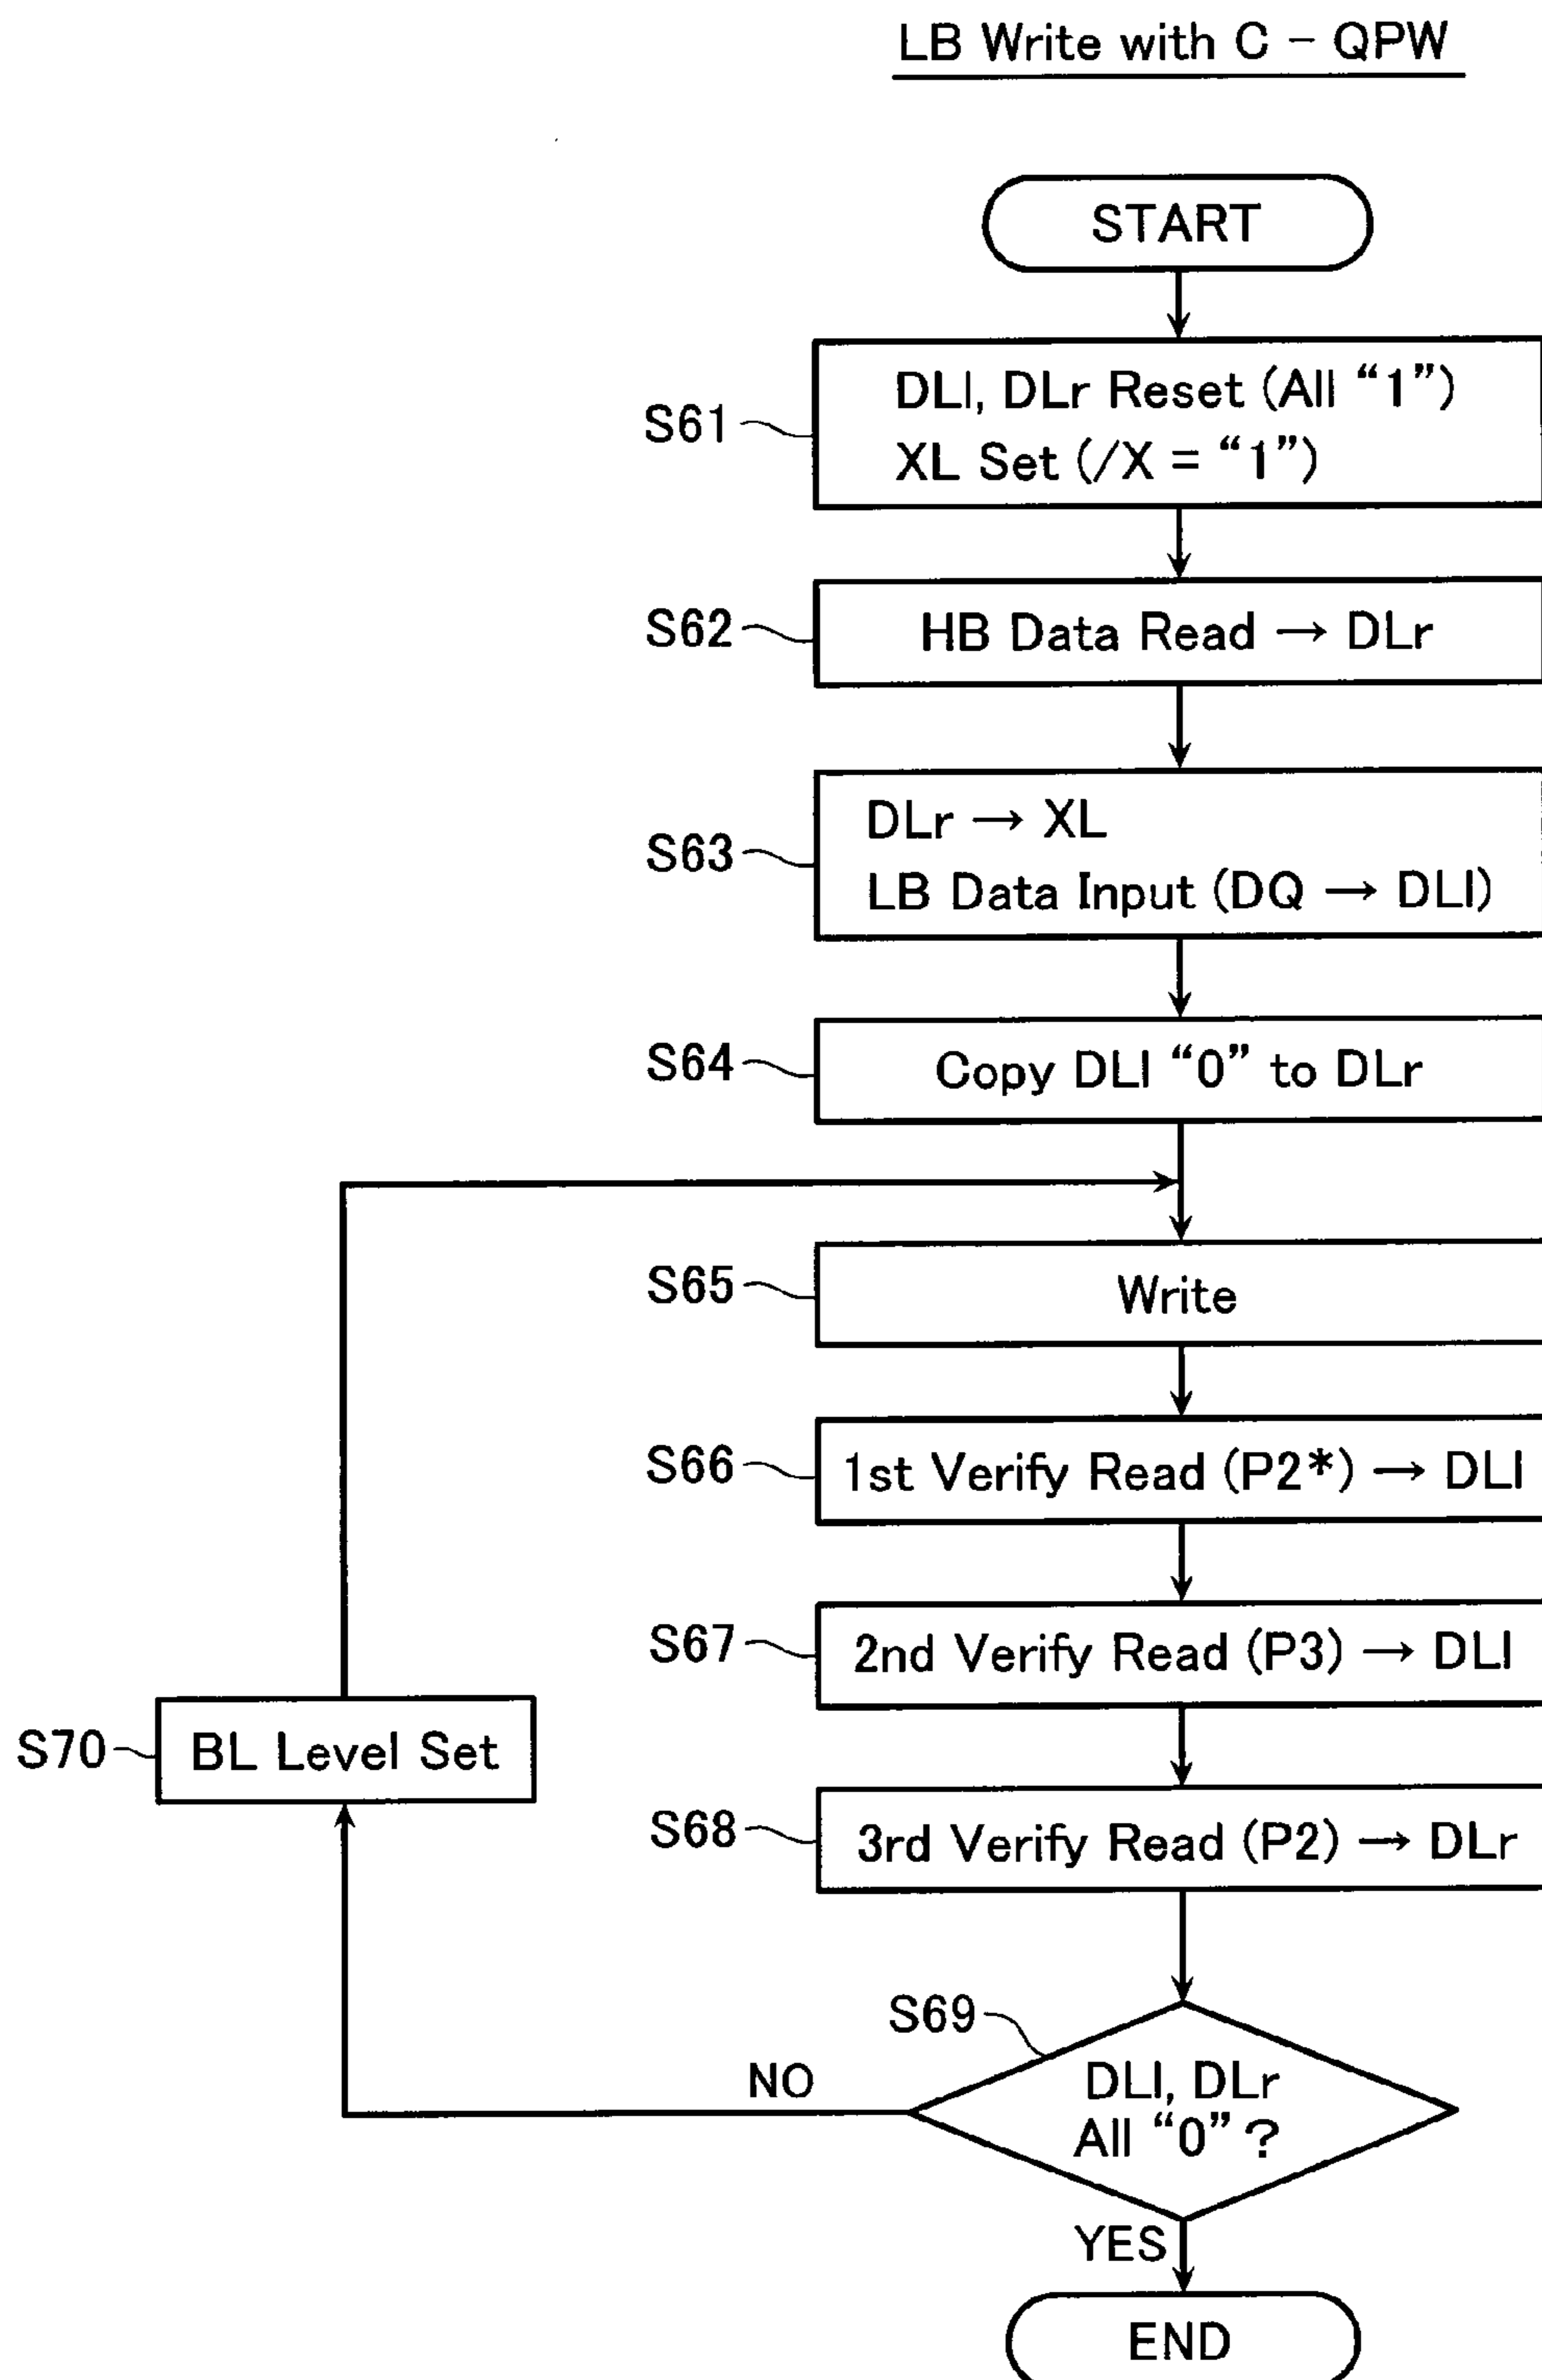 LB Write with C - QPW
START
S61
DLl, DLr Reset (All “1”)
XL Set (/X = “1”)
S62
HB Data Read → DLr
S63
DLr → XL
LB Data Input (DQ → DLl)
S64
Copy DLl “0” to DLr
S65
Write
S66
1st Verify Read (P2*) → DLl
S67
2nd Verify Read (P3) → DLl
S70
BL Level Set
S68
3rd Verify Read (P2) → DLr
S69
NO
DLl, DLr
All “0” ?
YES
END